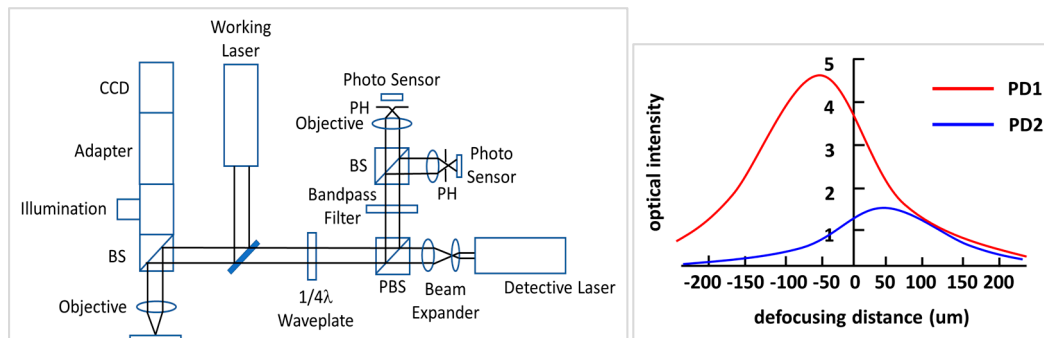 Working
Laser
CCD
Photo Sensor
PH
Objective
Adapter
BS
Photo
Sensor
PH
Bandpass
Filter
Illumination
BS
PBS
Detective Laser
1/4λ
Waveplate
Beam
Expander
Objective
5
4
3
2
1
PD1
PD2
optical intensity
-200 -150 -100 -50 0 50 100 150 200
defocusing distance (um)